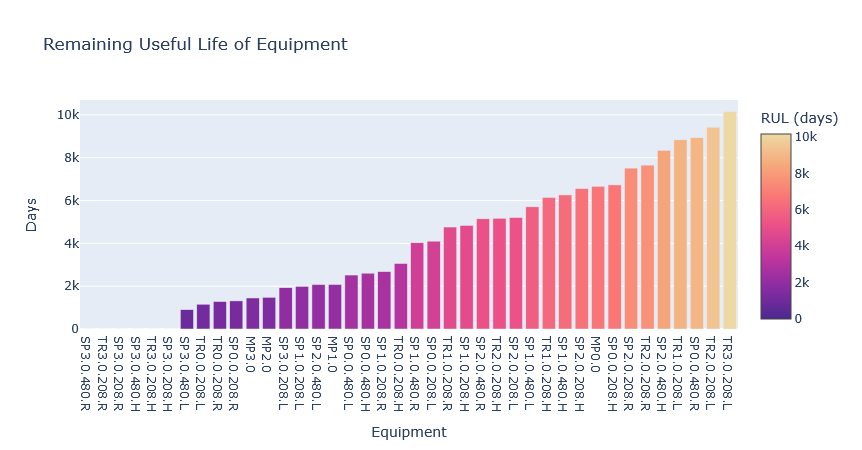 Remaining Useful Life of Equipment
Days
10k
8k
6k
4k
2k
0
SP3.0.480.R
TR3.0.208.R
SP3.0.208.R
SP3.0.480.H
TR3.0.208.H
SP3.0.208.H
SP3.0.480.L
TR0.0.208.L
TR0.0.208.R
SP0.0.208.R
MP3.0
MP2.0
SP3.0.208.L
SP1.0.208.L
SP2.0.480.L
MP1.0
SP0.0.480.L
SP0.0.480.H
SP1.0.208.R
TR0.0.208.H
SP1.0.480.R
SP0.0.208.L
TR1.0.208.R
SP1.0.208.H
SP2.0.480.R
TR2.0.208.H
SP2.0.208.L
SP1.0.480.L
TR1.0.208.H
SP1.0.480.H
SP2.0.208.H
MP0.0
SP0.0.208.H
SP2.0.208.R
TR2.0.208.R
SP2.0.480.H
TR1.0.208.L
SP0.0.480.R
TR2.0.208.L
TR3.0.208.L
Equipment
RUL (days)
10k
8k
6k
4k
2k
0